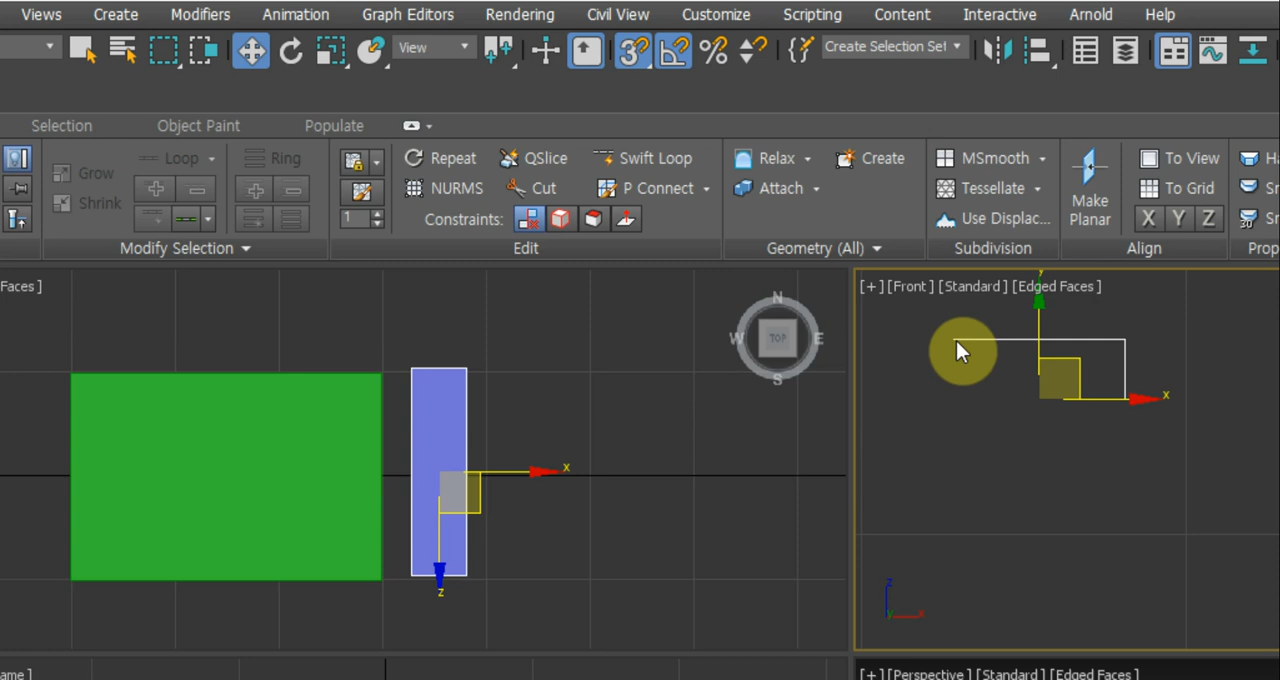 Views Create Modifiers Animation Graph Editors Rendering Civil View Customize Scripting Content Interactive Arnold Help
View 3 Create Selection Set
Selection Object Paint Populate
Grow Loop Ring Repeat QSlice Swift Loop Relax Create MSmooth To View
Shrink NURMS Cut P Connect Attach Tessellate Make Planar To Grid
1 Constraints: Use Displac... X Y Z 30
Modify Selection Edit Geometry (All) Subdivision Align
Faces ] [+] [Front] [Standard] [Edged Faces ]
N
W TOP E
S
y
x
x
z
z
y x
ame ] [+] [Perspective] [Standard] [Edged Faces ]